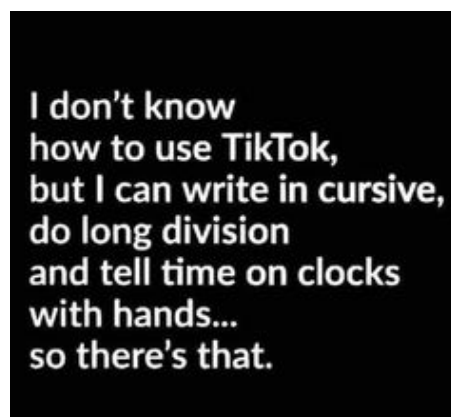 I don’t know
how to use TikTok,
but I can write in cursive,
do long division
and tell time on clocks
with hands...
so there’s that.